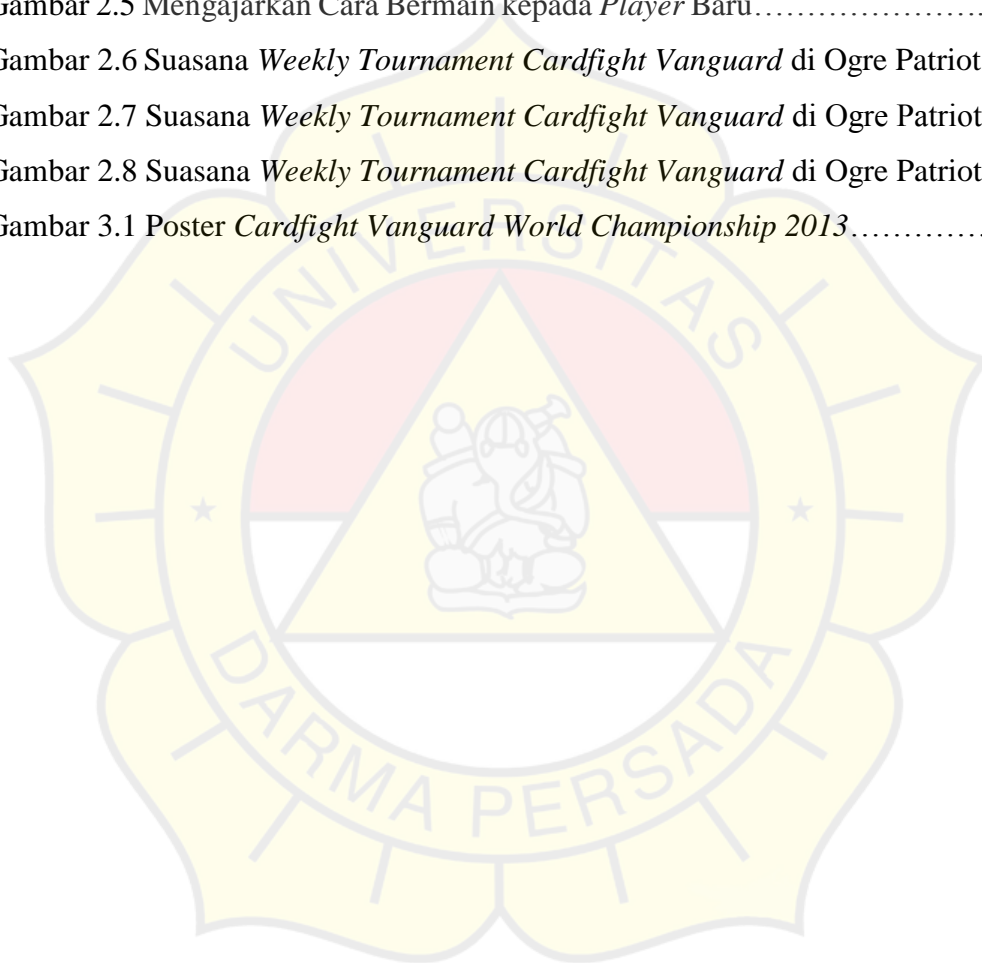 Gambar 2.5 Mengajarkan Cara Bermain kepada Player Baru……………………
Gambar 2.6 Suasana Weekly Tournament Cardfight Vanguard di Ogre Patriot
Gambar 2.7 Suasana Weekly Tournament Cardfight Vanguard di Ogre Patriot
Gambar 2.8 Suasana Weekly Tournament Cardfight Vanguard di Ogre Patriot
Gambar 3.1 Poster Cardfight Vanguard World Championship 2013…………
UNIVERSITAS
DARMA PERSADA